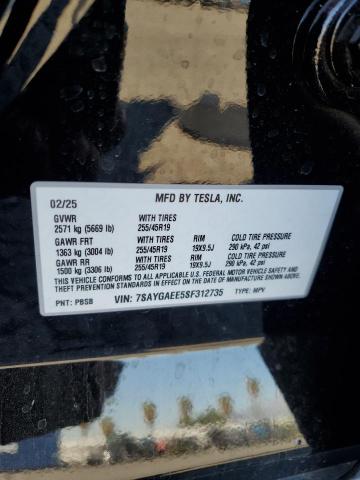 02/25 MFD BY TESLA, INC.
GVWR WITH TIRES
2571 kg (5669 lb) 255/45R19
GAWR FRT WITH TIRES RIM COLD TIRE PRESSURE
1363 kg (3004 lb) 255/45R19 19X9.5J 290 kPa, 42 psi
GAWR RR WITH TIRES RIM COLD TIRE PRESSURE
1500 kg (3306 lb) 255/45R19 19X9.5J 290 kPa, 42 psi
THIS VEHICLE CONFORMS TO ALL APPLICABLE FEDERAL MOTOR VEHICLE SAFETY AND
THEFT PREVENTION STANDARDS IN EFFECT ON THE DATE OF MANUFACTURE SHOWN ABOVE.
PNT: PBSB VIN: 7SAYGAEE5SF312735 TYPE: MPV